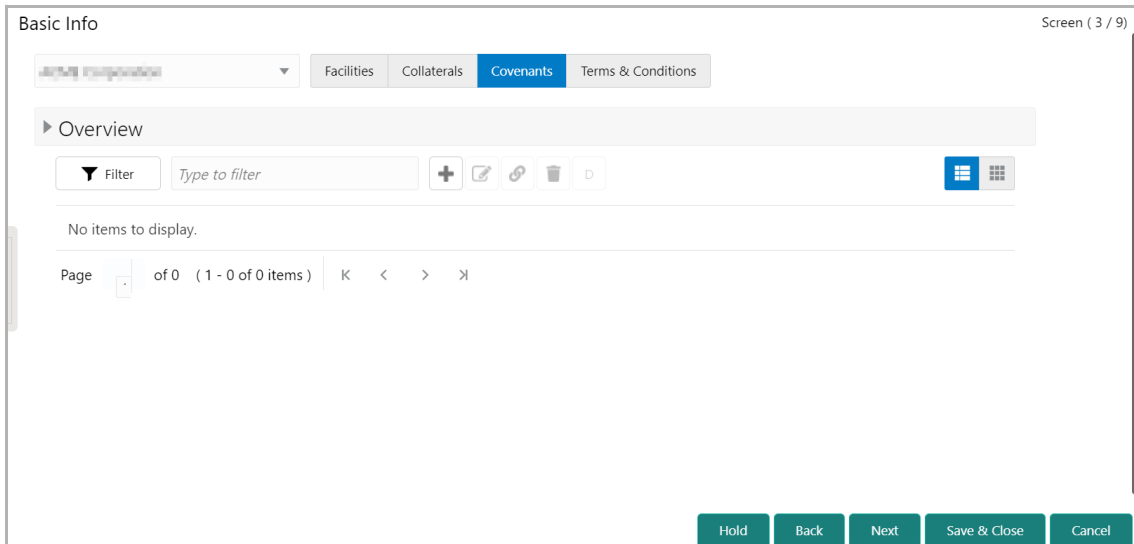 Basic Info Screen ( 3 / 9)
Facilities Collaterals Covenants Terms & Conditions
Overview
Filter Type to filter D
No items to display.
Page of 0 ( 1 - 0 of 0 items )
Hold Back Next Save & Close Cancel